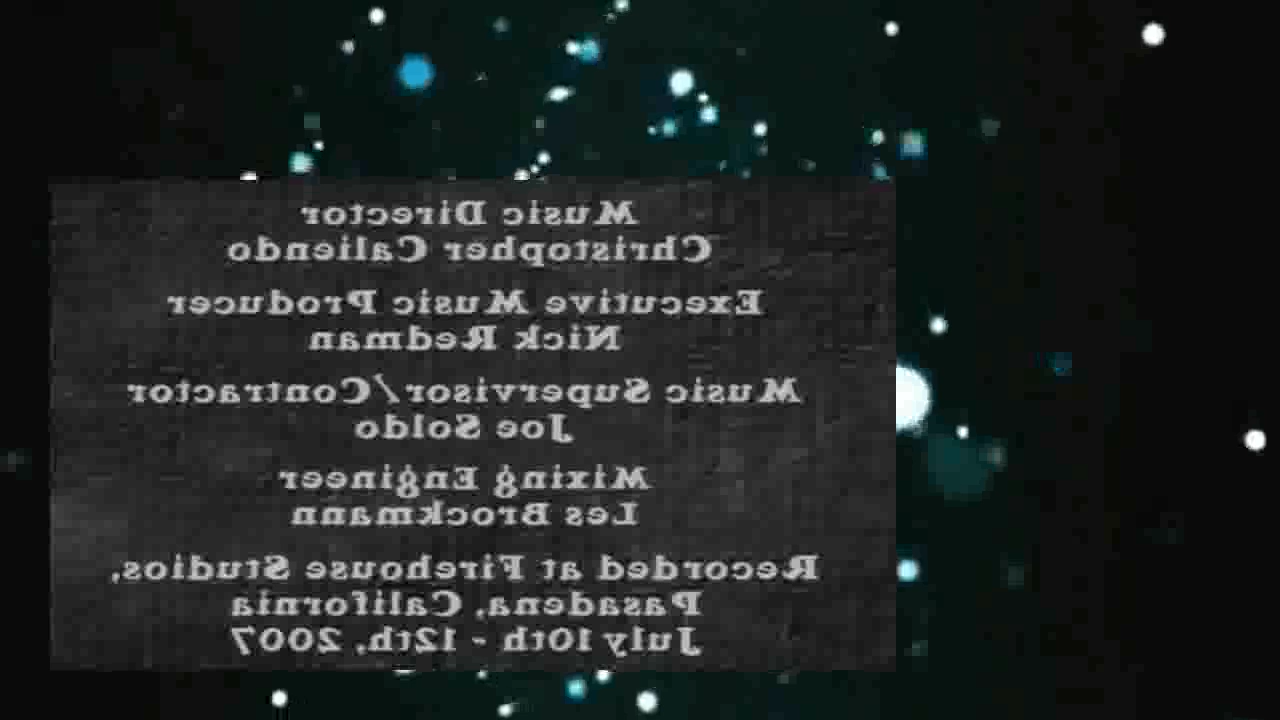 Music Director
Christopher Caliendo
Executive Music Producer
Nick Redman
Music Supervisor/Contractor
Joe Soldo
Mixing Engineer
Les Brockmann
Recorded at Firehouse Studios,
Pasadena, California
July 10th - 12th, 2007